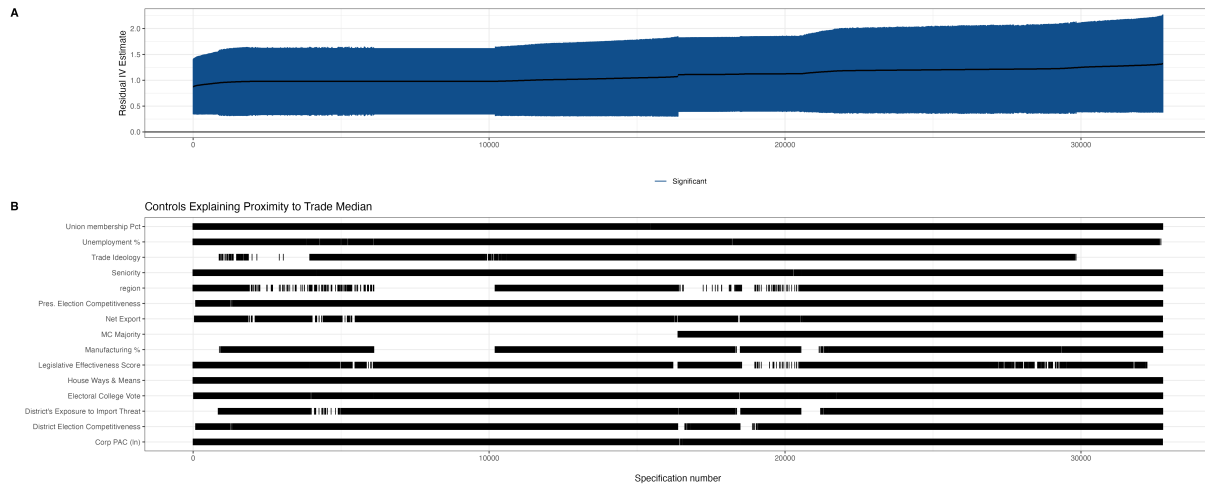 A
Residual IV Estimate
2.0
1.5
1.0
0.5
0.0
0 10000 20000 30000
Significant
B
Controls Explaining Proximity to Trade Median
Union membership Pct
Unemployment %
Trade Ideology
Seniority
region
Pres. Election Competitiveness
Net Export
MC Majority
Manufacturing %
Legislative Effectiveness Score
House Ways & Means
Electoral College Vote
District's Exposure to Import Threat
District Election Competitiveness
Corp PAC (ln)
0 10000 20000 30000
Specification number